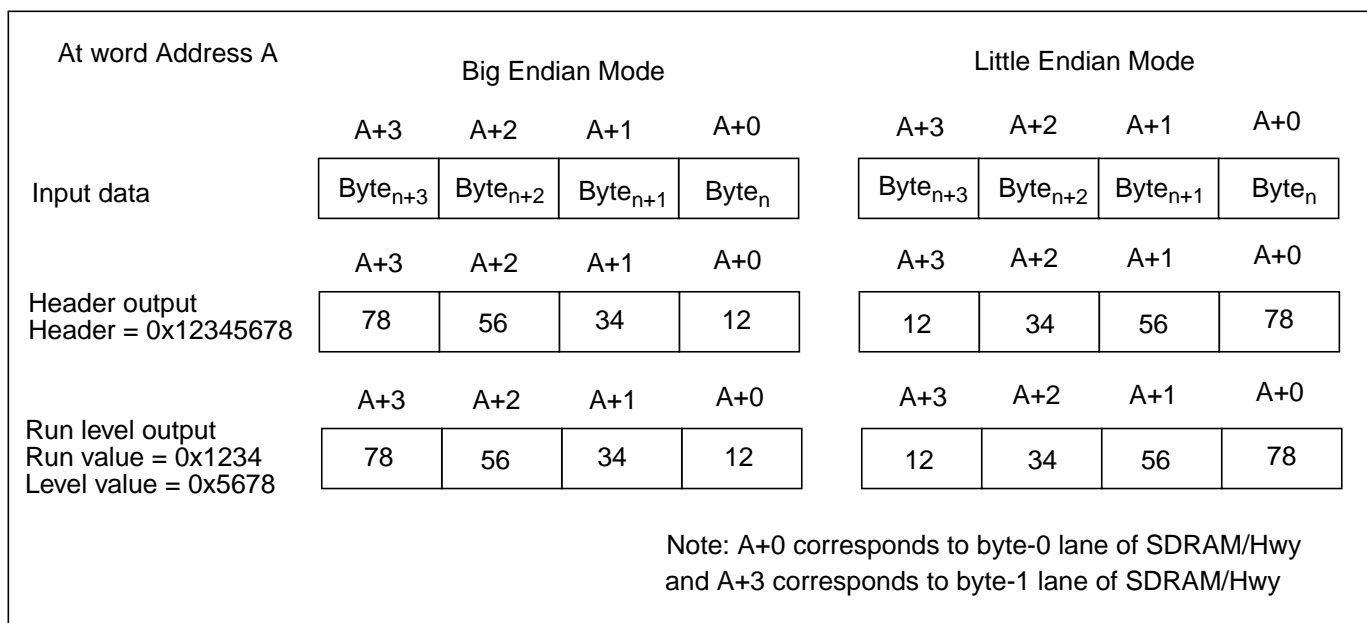 At word Address A
Big Endian Mode
Little Endian Mode
A+3 A+2 A+1 A+0 A+3 A+2 A+1 A+0
Input data Byteₙ₊₃ Byteₙ₊₂ Byteₙ₊₁ Byteₙ Byteₙ₊₃ Byteₙ₊₂ Byteₙ₊₁ Byteₙ
A+3 A+2 A+1 A+0 A+3 A+2 A+1 A+0
Header output
Header = 0x12345678
78 56 34 12 12 34 56 78
A+3 A+2 A+1 A+0 A+3 A+2 A+1 A+0
Run level output
Run value = 0x1234
Level value = 0x5678
78 56 34 12 12 34 56 78
Note: A+0 corresponds to byte-0 lane of SDRAM/Hwy
and A+3 corresponds to byte-1 lane of SDRAM/Hwy